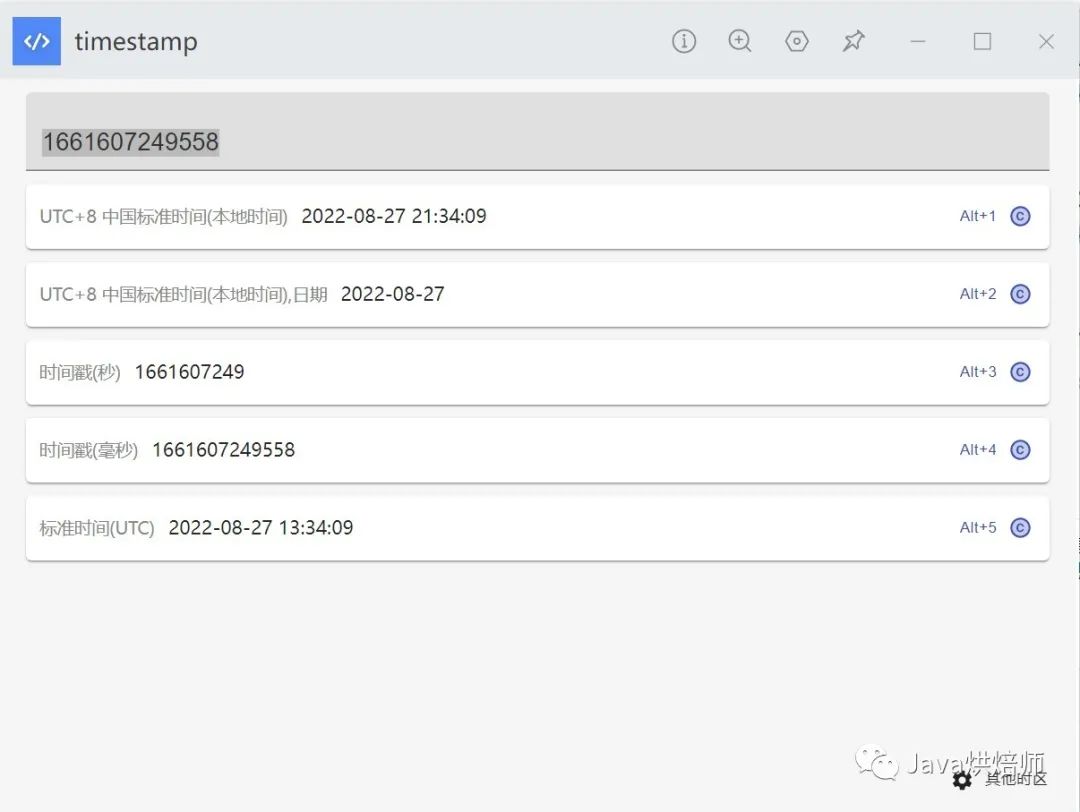 timestamp
1661607249558
UTC+8 中国标准时间(本地时间) 2022-08-27 21:34:09 Alt+1
UTC+8 中国标准时间(本地时间),日期 2022-08-27 Alt+2
时间戳(秒) 1661607249 Alt+3
时间戳(毫秒) 1661607249558 Alt+4
标准时间(UTC) 2022-08-27 13:34:09 Alt+5
Java烘焙师
其他时区